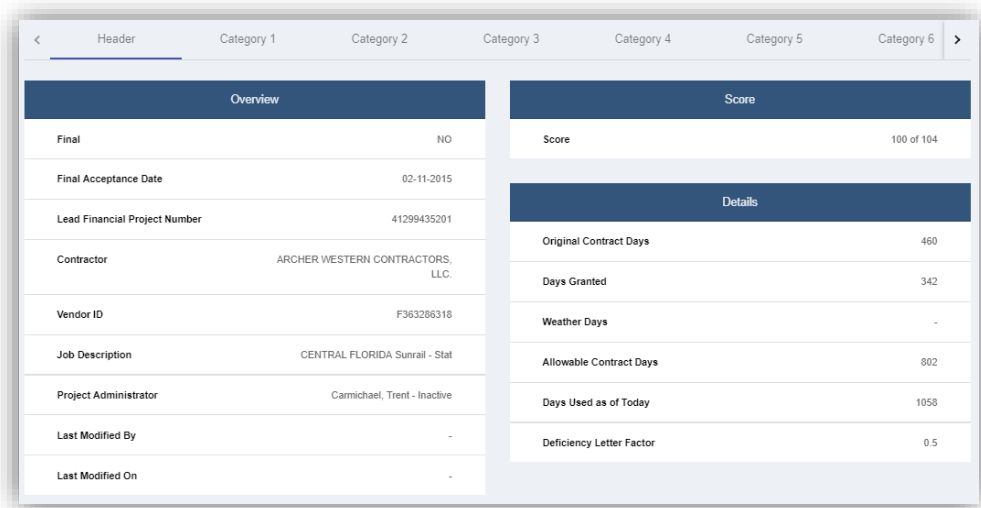 Header Category 1 Category 2 Category 3 Category 4 Category 5 Category 6
Overview
Final NO
Final Acceptance Date 02-11-2015
Lead Financial Project Number 41299435201
Contractor ARCHER WESTERN CONTRACTORS,
LLC.
Vendor ID F363286318
Job Description CENTRAL FLORIDA Sunrail - Stat
Project Administrator Carmichael, Trent - Inactive
Last Modified By -
Last Modified On -
Score
Score 100 of 104
Details
Original Contract Days 460
Days Granted 342
Weather Days -
Allowable Contract Days 802
Days Used as of Today 1058
Deficiency Letter Factor 0.5